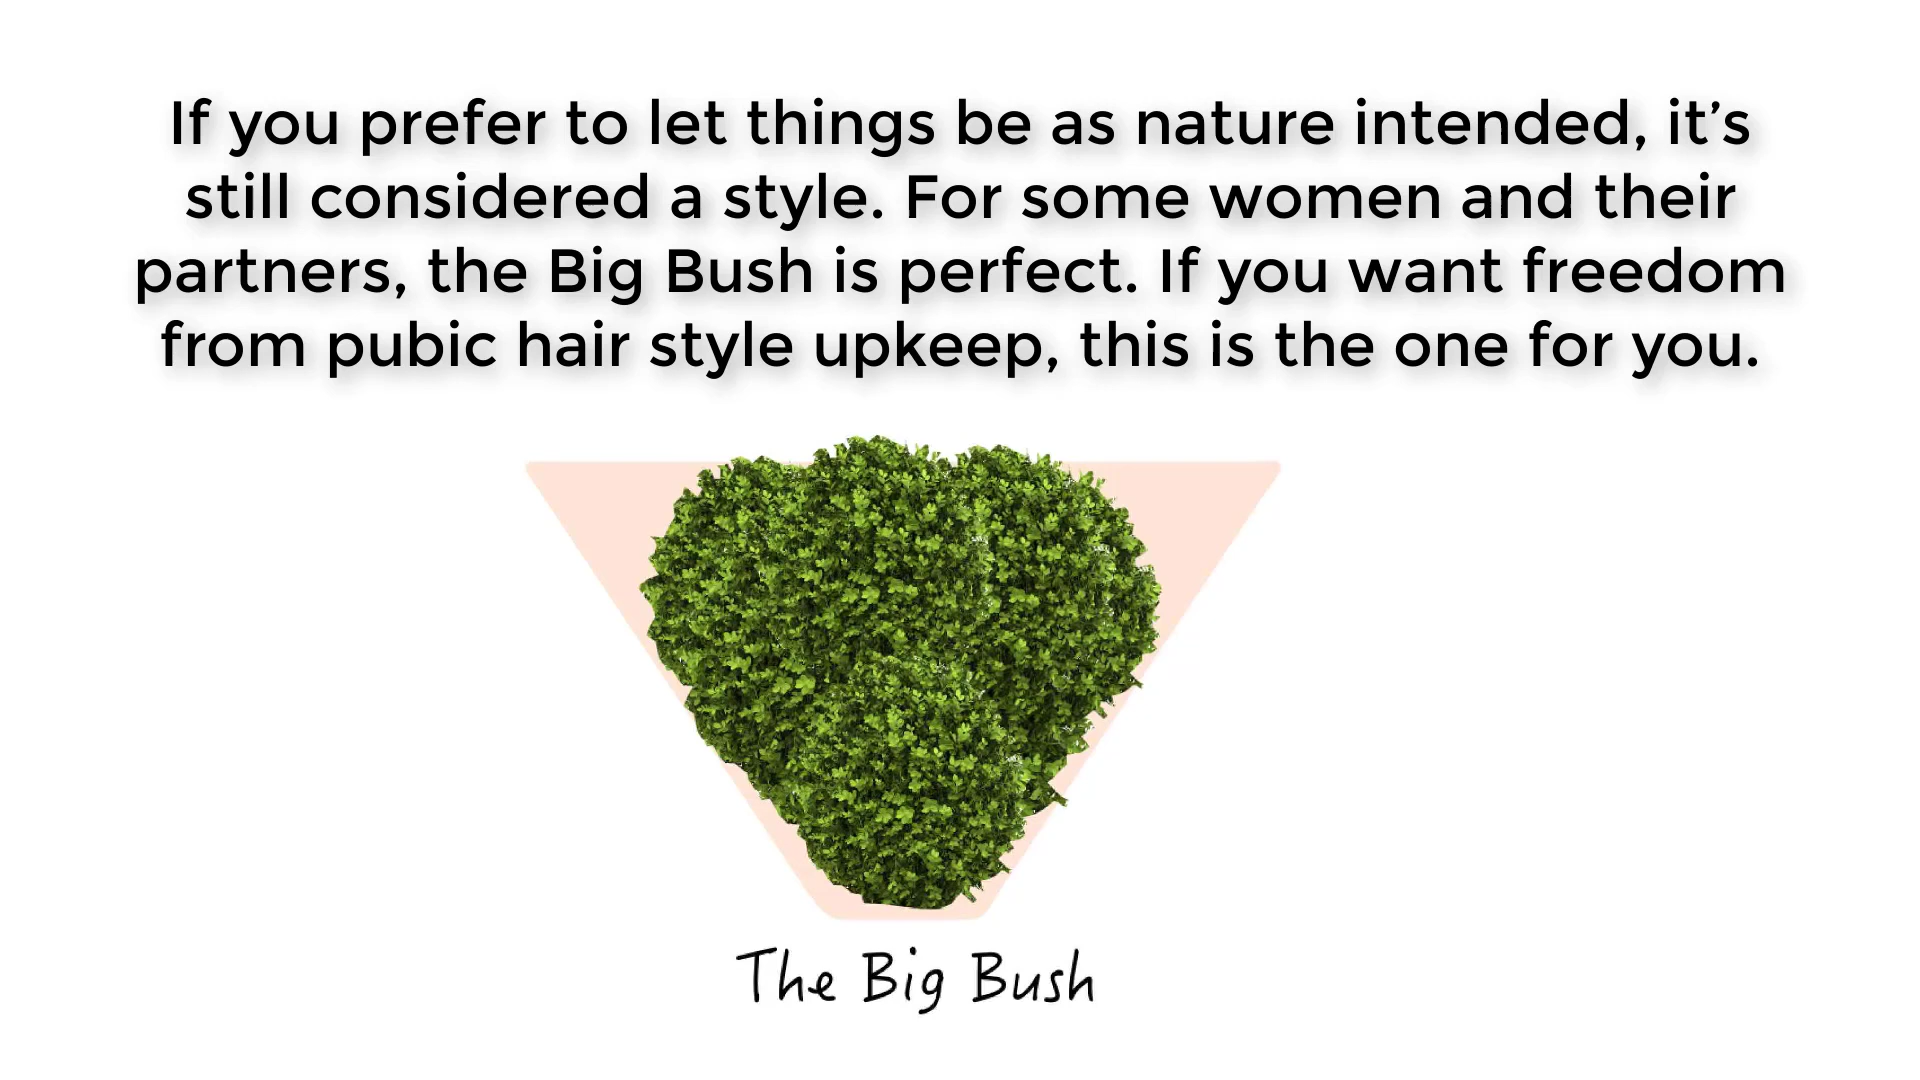 If you prefer to let things be as nature intended, it’s
still considered a style. For some women and their
partners, the Big Bush is perfect. If you want freedom
from pubic hair style upkeep, this is the one for you.
The Big Bush